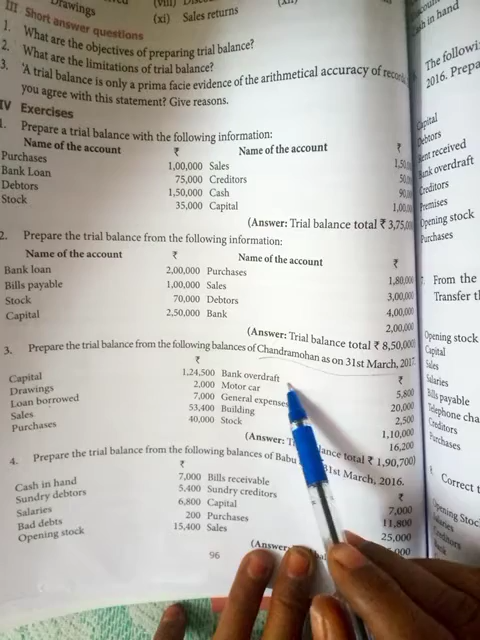 Drawings
(xi) Sales returns
III Short answer questions
1. What are the objectives of preparing trial balance?
2. What are the limitations of trial balance?
3. 'A trial balance is only a prima facie evidence of the arithmetical accuracy of
you agree with this statement? Give reasons.
IV Exercises
1. Prepare a trial balance with the following information:
Name of the account ₹ Name of the account ₹
Purchases 1,00,000 Sales
Bank Loan 75,000 Creditors
Debtors 1,50,000 Cash
Stock 35,000 Capital
(Answer: Trial balance total ₹ 3,75,000
2. Prepare the trial balance from the following information:
Name of the account ₹ Name of the account ₹
Bank loan 2,00,000 Purchases 1,80,000
Bills payable 1,00,000 Sales 3,00,000
Stock 70,000 Debtors 4,00,000
Capital 2,50,000 Bank 2,00,000
(Answer: Trial balance total ₹ 8,50,000
3. Prepare the trial balance from the following balances of Chandramohan as on 31st March, 2017.
₹ ₹
Capital 1,24,500 Bank overdraft 5,800
Drawings 2,000 Motor car 20,000
Loan borrowed 7,000 General expenses 2,500
Sales 53,400 Building 1,10,000
Purchases 40,000 Stock 16,200
(Answer: total ₹ 1,90,700)
4. Prepare the trial balance from the following balances of Babu 31st March, 2016.
₹ ₹
Cash in hand 7,000 Bills receivable 7,000
Sundry debtors 5,400 Sundry creditors 11,800
Salaries 6,800 Capital 25,000
Bad debts 200 Purchases
Opening stock 15,400 Sales
(Answer
96
in hand
The
2016.
Capital
Debtors
received
overdraft
Creditors
Premises
Opening stock
Purchases
7. From the
Transfer
Opening stock
Capital
Sales
Salaries
payable
Telephone
Creditors
Purchases
Correct
Opening
Salaries
Creditors